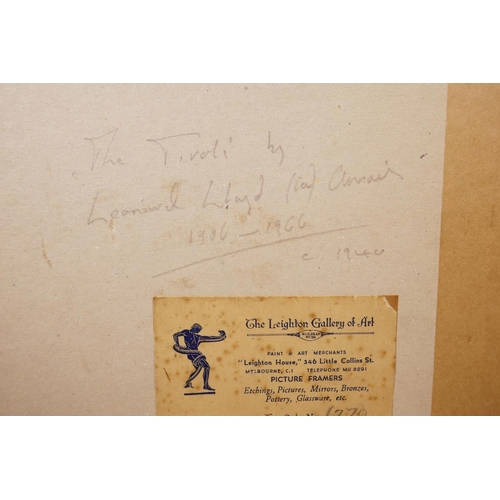 "The Tivoli" by
Leonard Lloyd (La) Annois
1906 — 1966
c 1940
The Leighton Gallery of Art
PAINT & ART MERCHANTS
"Leighton House," 346 Little Collins St.
MELBOURNE, C.1 TELEPHONE MU 8291
PICTURE FRAMERS
Etchings, Pictures, Mirrors, Bronzes,
Pottery, Glassware, etc.